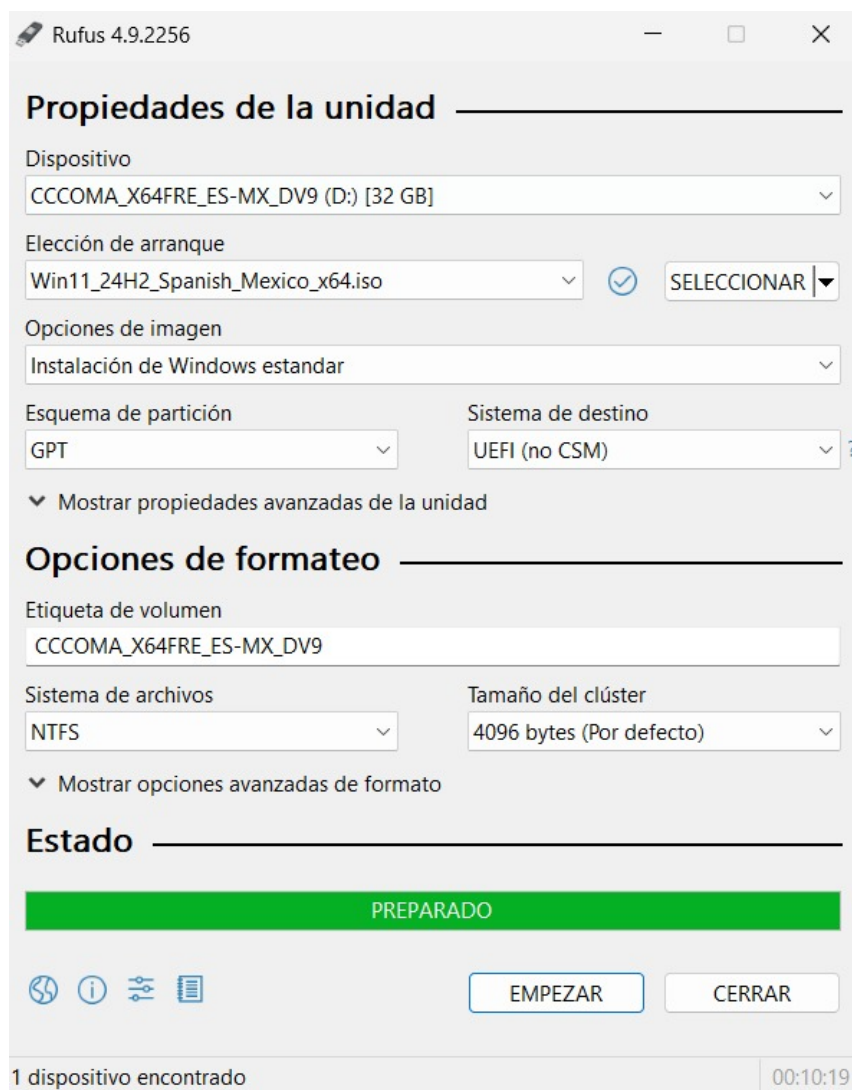 Rufus 4.9.2256
Propiedades de la unidad
Dispositivo
CCCOMA_X64FRE_ES-MX_DV9 (D:) [32 GB]
Elección de arranque
Win11_24H2_Spanish_Mexico_x64.iso
SELECCIONAR
Opciones de imagen
Instalación de Windows estandar
Esquema de partición
Sistema de destino
GPT
UEFI (no CSM)
?
Mostrar propiedades avanzadas de la unidad
Opciones de formateo
Etiqueta de volumen
CCCOMA_X64FRE_ES-MX_DV9
Sistema de archivos
Tamaño del clúster
NTFS
4096 bytes (Por defecto)
Mostrar opciones avanzadas de formato
Estado
PREPARADO
EMPEZAR
CERRAR
1 dispositivo encontrado
00:10:19